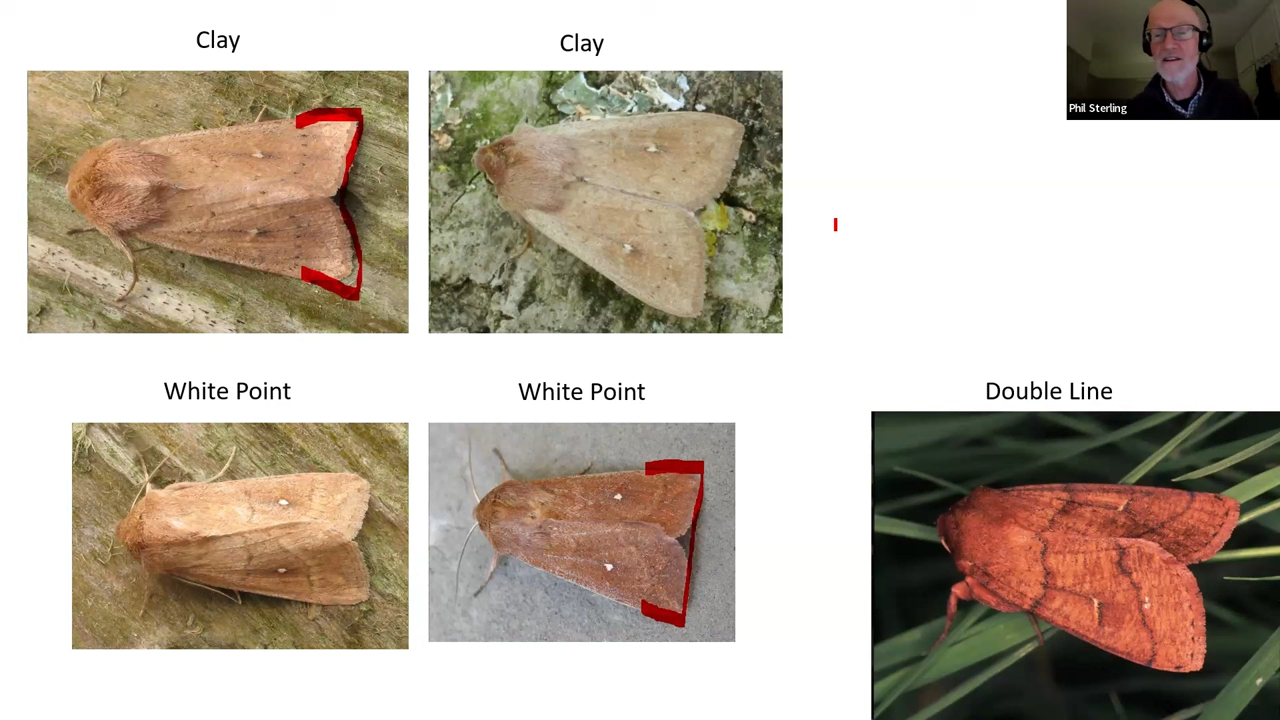 Clay
Clay
Phil Sterling
White Point
White Point
Double Line